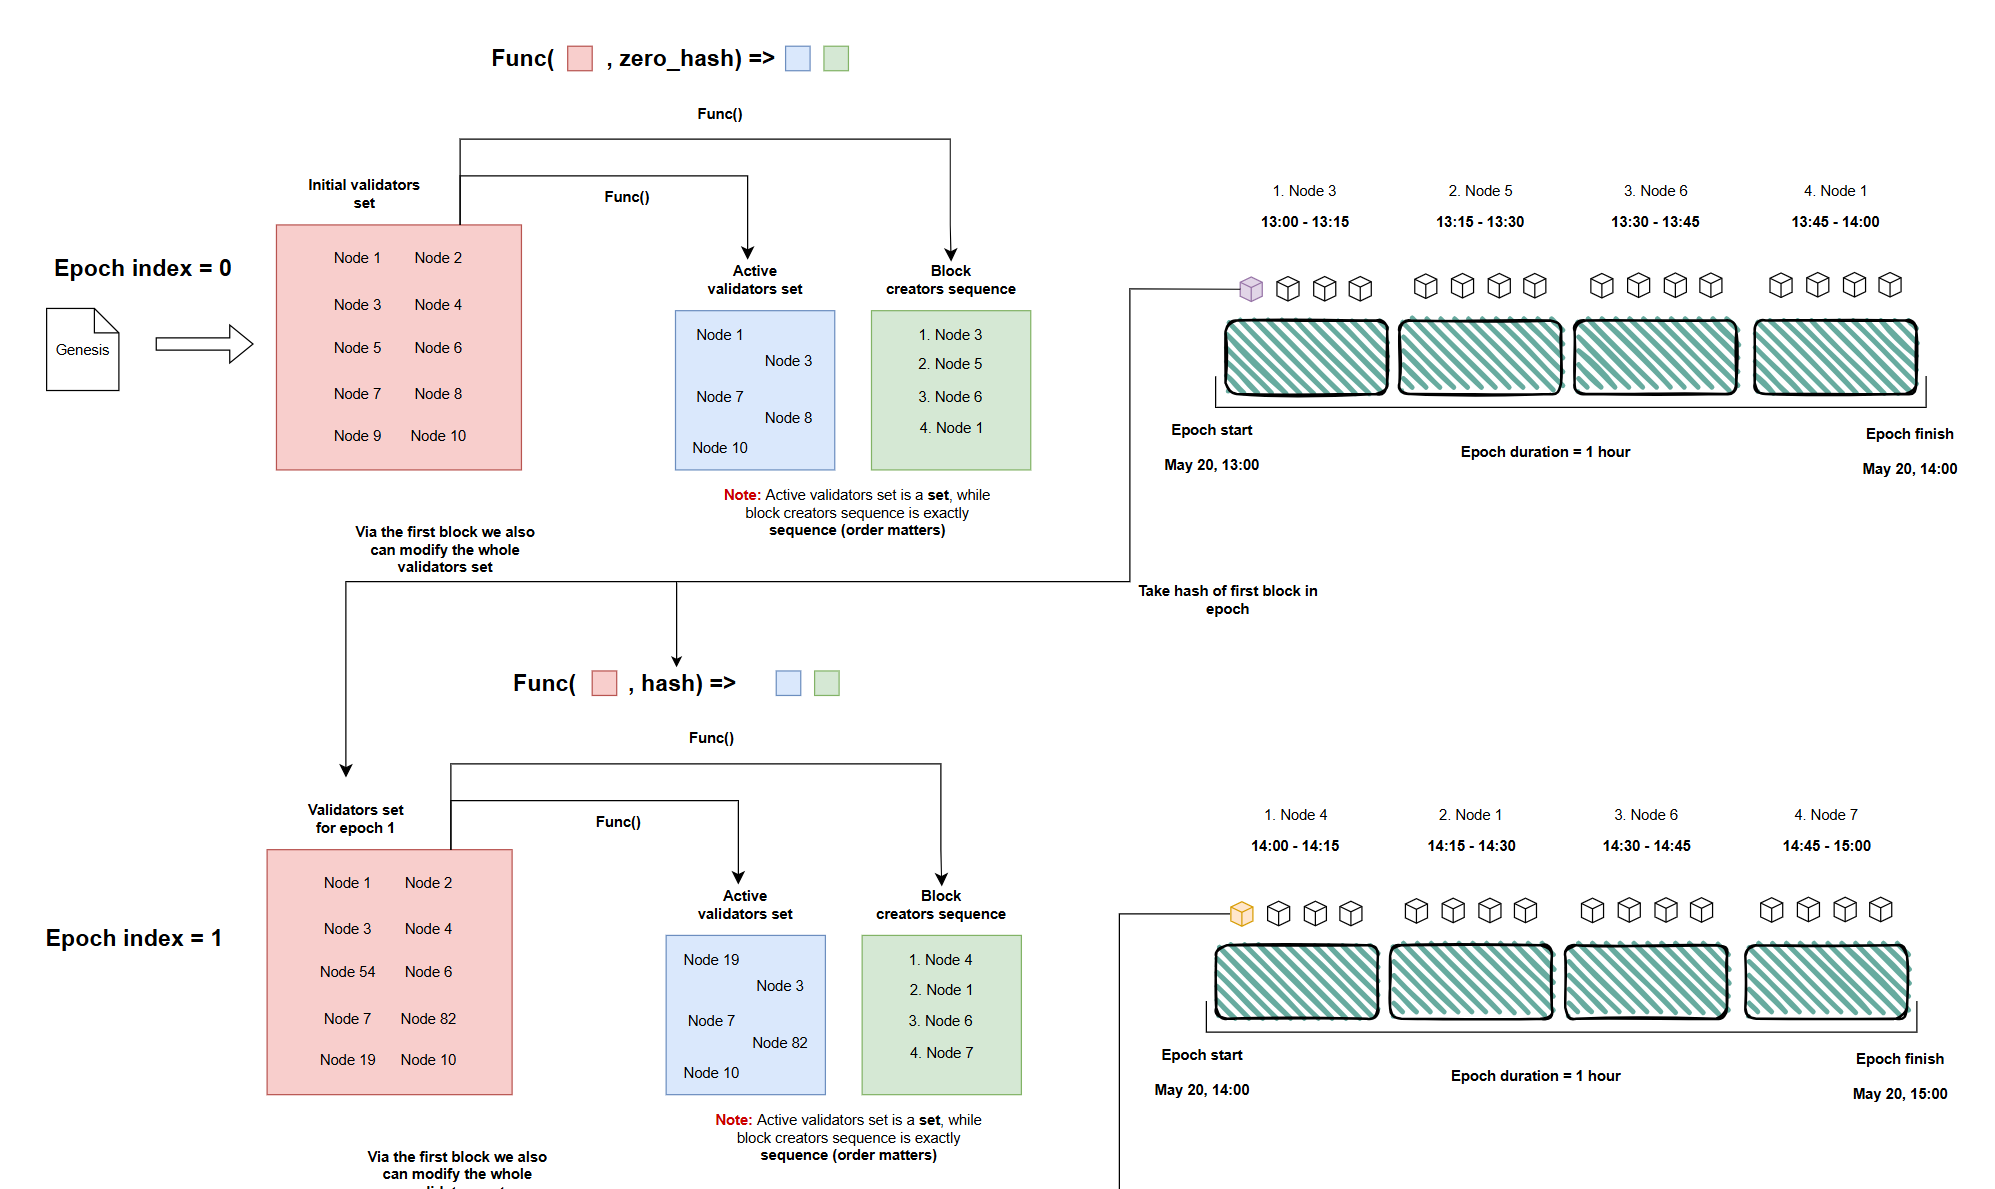 Func( , zero_hash) =>
Func()
Initial validators
set
Func()
Epoch index = 0
Genesis
Node 1 Node 2
Node 3 Node 4
Node 5 Node 6
Node 7 Node 8
Node 9 Node 10
Active
validators set
Node 1
Node 3
Node 7
Node 8
Node 10
Block
creators sequence
1. Node 3
2. Node 5
3. Node 6
4. Node 1
Note: Active validators set is a set, while
block creators sequence is exactly
sequence (order matters)
1. Node 3
13:00 - 13:15
2. Node 5
13:15 - 13:30
3. Node 6
13:30 - 13:45
4. Node 1
13:45 - 14:00
Epoch start
May 20, 13:00
Epoch duration = 1 hour
Epoch finish
May 20, 14:00
Via the first block we also
can modify the whole
validators set
Take hash of first block in
epoch
Func( , hash) =>
Func()
Validators set
for epoch 1
Func()
Epoch index = 1
Node 1 Node 2
Node 3 Node 4
Node 54 Node 6
Node 7 Node 82
Node 19 Node 10
Active
validators set
Node 19
Node 3
Node 7
Node 82
Node 10
Block
creators sequence
1. Node 4
2. Node 1
3. Node 6
4. Node 7
Note: Active validators set is a set, while
block creators sequence is exactly
sequence (order matters)
1. Node 4
14:00 - 14:15
2. Node 1
14:15 - 14:30
3. Node 6
14:30 - 14:45
4. Node 7
14:45 - 15:00
Epoch start
May 20, 14:00
Epoch duration = 1 hour
Epoch finish
May 20, 15:00
Via the first block we also
can modify the whole